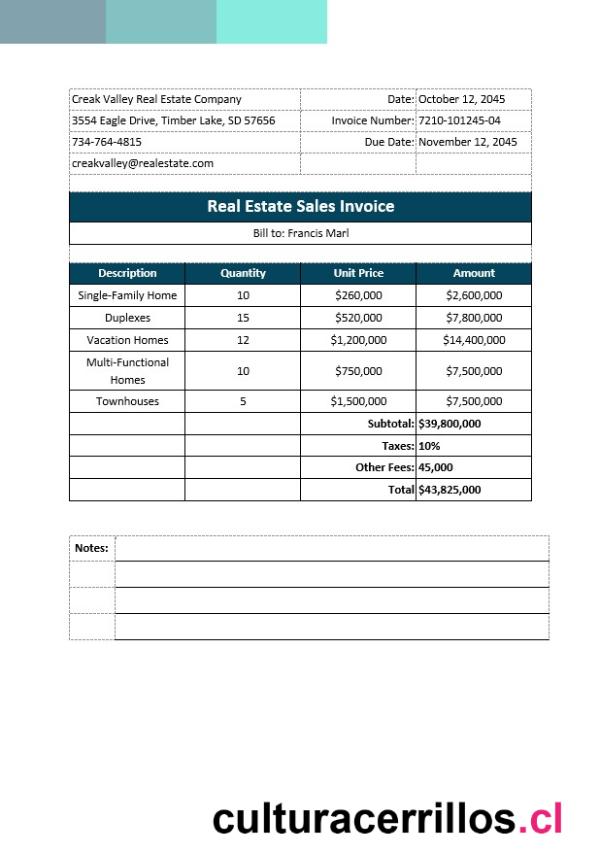 Creak Valley Real Estate Company Date: October 12, 2045
3554 Eagle Drive, Timber Lake, SD 57656 Invoice Number: 7210-101245-04
734-764-4815 Due Date: November 12, 2045
creakvalley@realestate.com
Real Estate Sales Invoice
Bill to: Francis Marl
Description Quantity Unit Price Amount
Single-Family Home 10 $260,000 $2,600,000
Duplexes 15 $520,000 $7,800,000
Vacation Homes 12 $1,200,000 $14,400,000
Multi-Functional
Homes 10 $750,000 $7,500,000
Townhouses 5 $1,500,000 $7,500,000
Subtotal: $39,800,000
Taxes: 10%
Other Fees: 45,000
Total $43,825,000
Notes:
culturacerrillos.cl